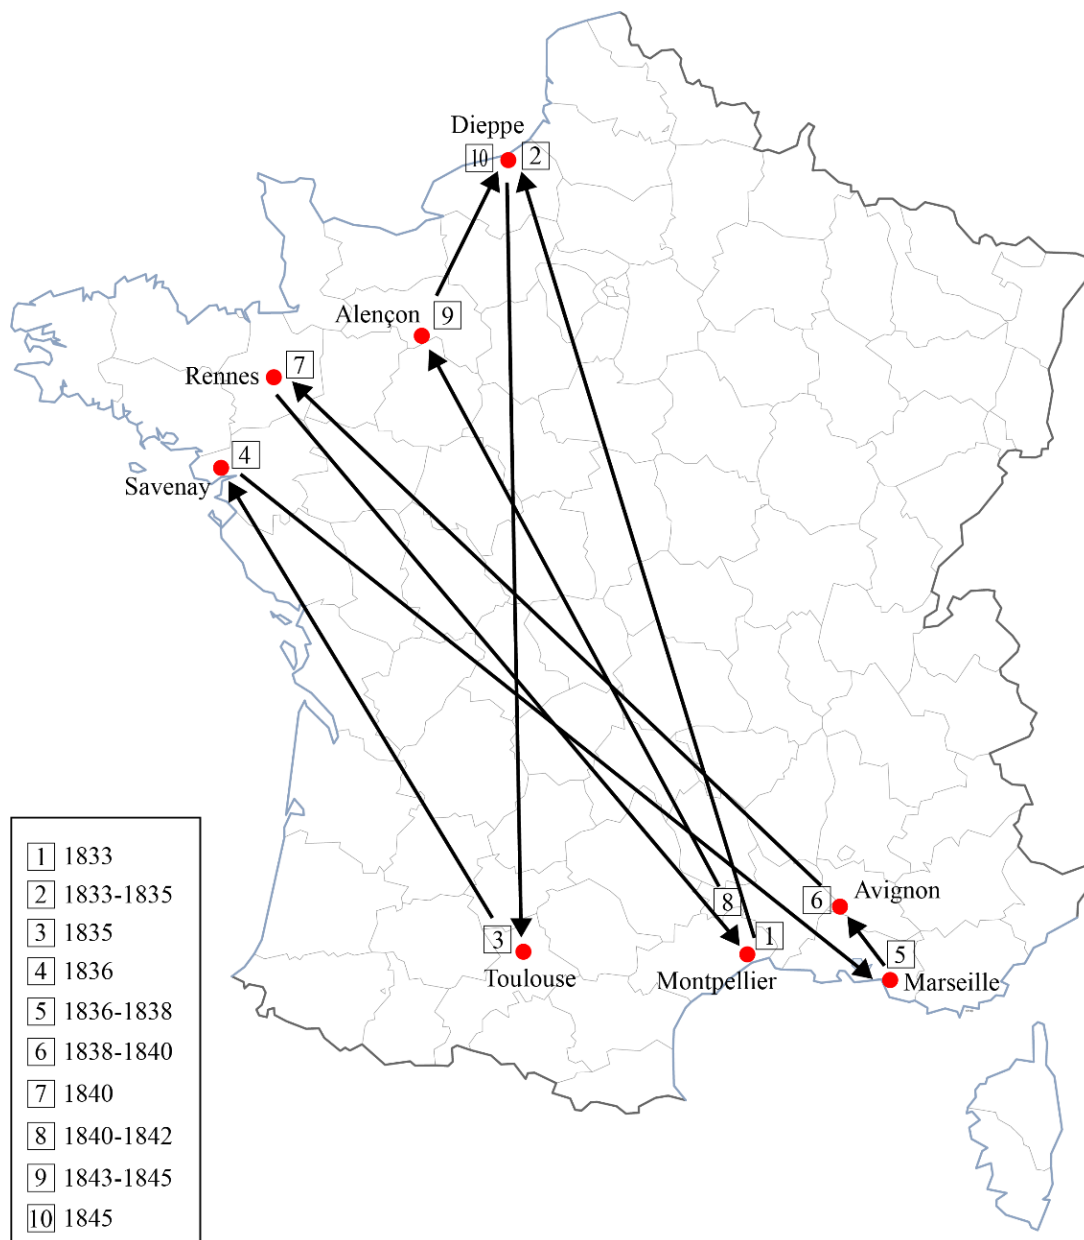 Dieppe
10
2
Alençon
9
Rennes
7
4
Savenay
8
6
Avignon
1
3
5
Toulouse
Montpellier
Marseille
1 1833
2 1833-1835
3 1835
4 1836
5 1836-1838
6 1838-1840
7 1840
8 1840-1842
9 1843-1845
10 1845